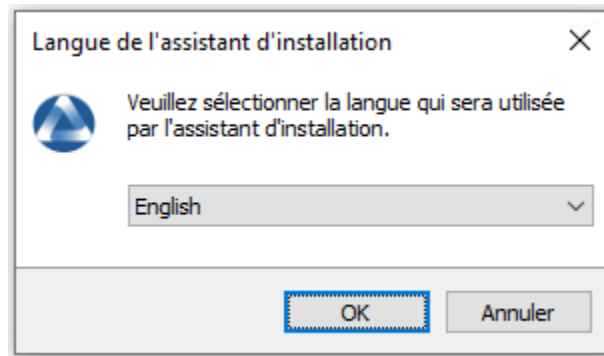 Langue de l'assistant d'installation
Veuillez sélectionner la langue qui sera utilisée
par l'assistant d'installation.
English
OK
Annuler